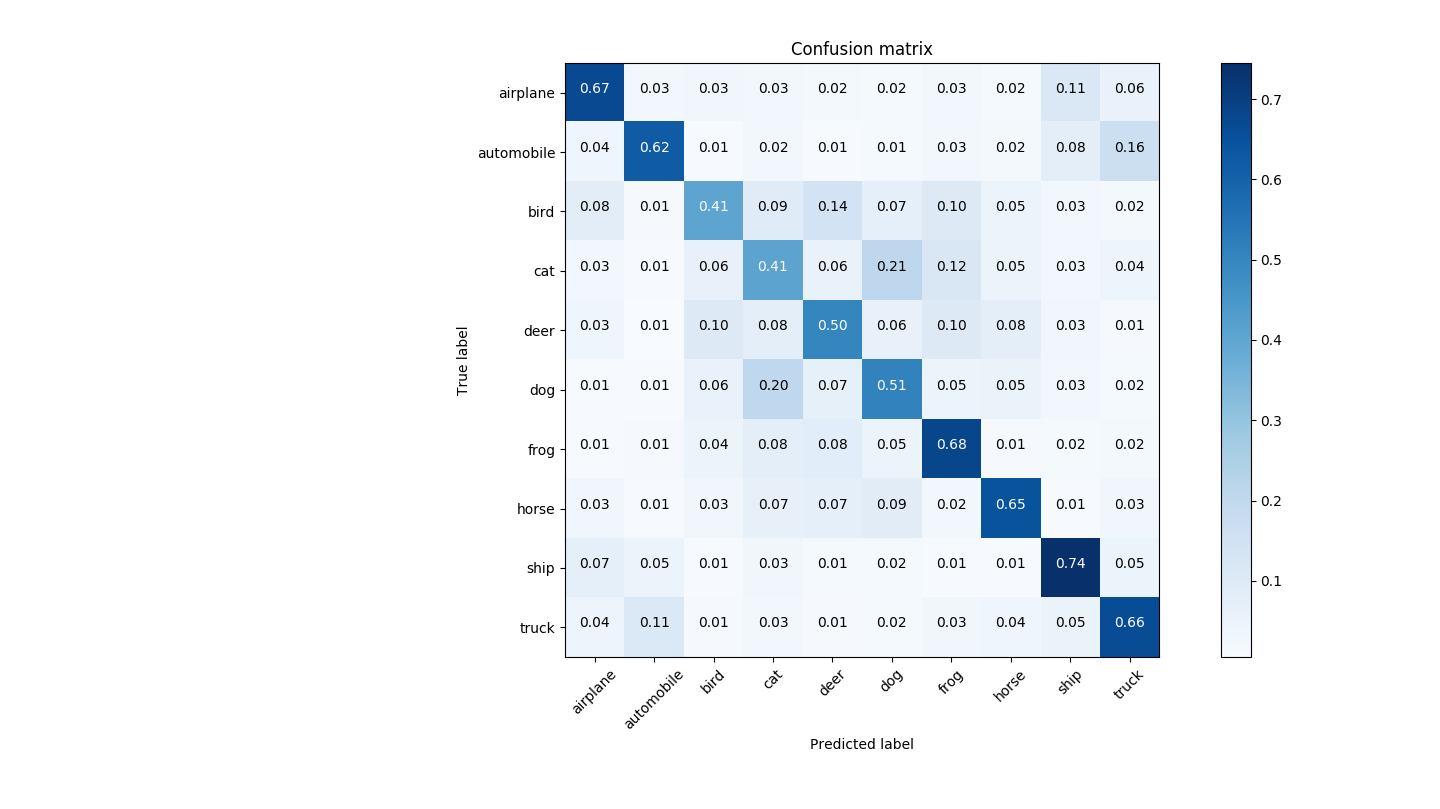 Confusion matrix
airplane 0.67 0.03 0.03 0.03 0.02 0.02 0.03 0.02 0.11 0.06
automobile 0.04 0.62 0.01 0.02 0.01 0.01 0.03 0.02 0.08 0.16
bird 0.08 0.01 0.41 0.09 0.14 0.07 0.10 0.05 0.03 0.02
cat 0.03 0.01 0.06 0.41 0.06 0.21 0.12 0.05 0.03 0.04
deer 0.03 0.01 0.10 0.08 0.50 0.06 0.10 0.08 0.03 0.01
dog 0.01 0.01 0.06 0.20 0.07 0.51 0.05 0.05 0.03 0.02
frog 0.01 0.01 0.04 0.08 0.08 0.05 0.68 0.01 0.02 0.02
horse 0.03 0.01 0.03 0.07 0.07 0.09 0.02 0.65 0.01 0.03
ship 0.07 0.05 0.01 0.03 0.01 0.02 0.01 0.01 0.74 0.05
truck 0.04 0.11 0.01 0.03 0.01 0.02 0.03 0.04 0.05 0.66
airplane automobile bird cat deer dog frog horse ship truck
Predicted label
True label
0.7
0.6
0.5
0.4
0.3
0.2
0.1